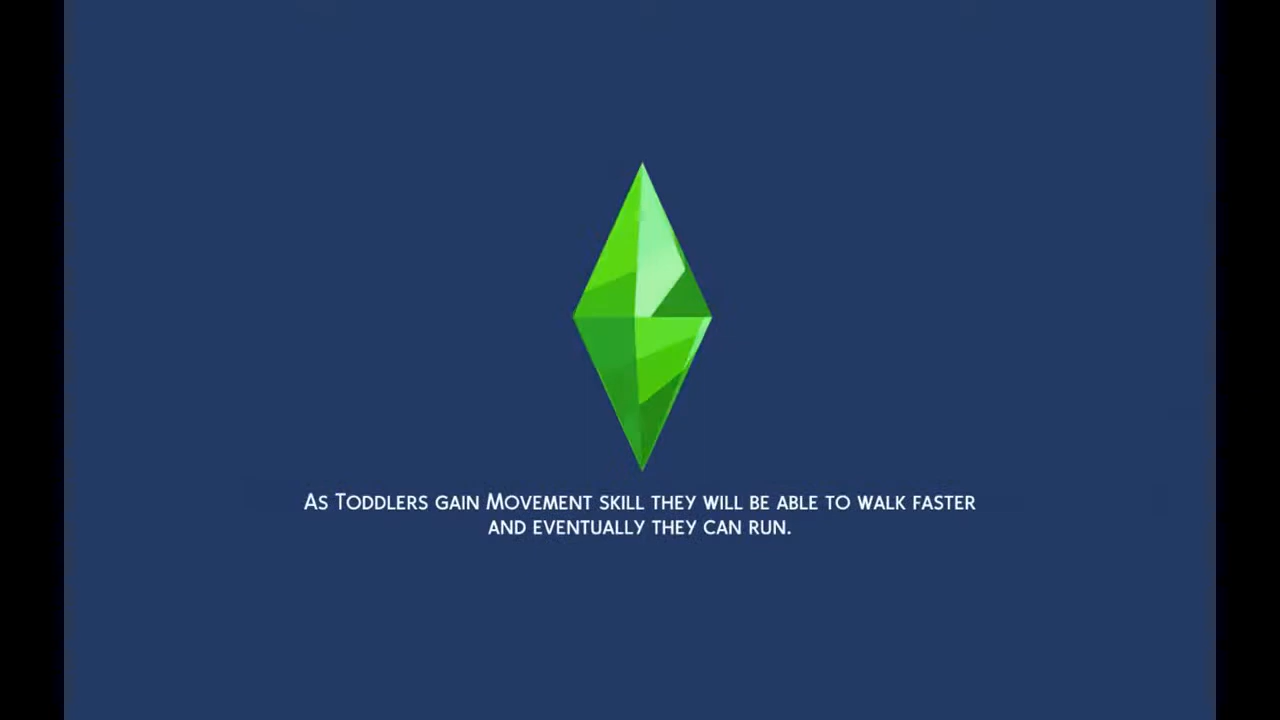 As Toddlers gain Movement skill they will be able to walk faster
and eventually they can run.